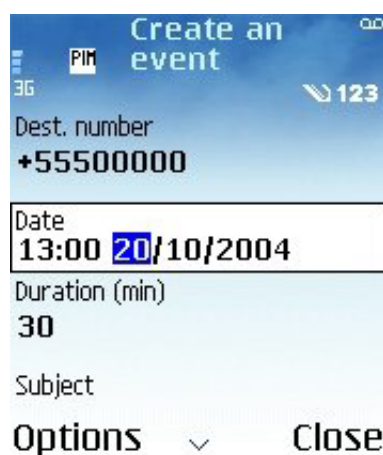 Create an
event
PIM
3G
123
Dest. number
+55500000
Date
13:00 20/10/2004
Duration (min)
30
Subject
Options
Close